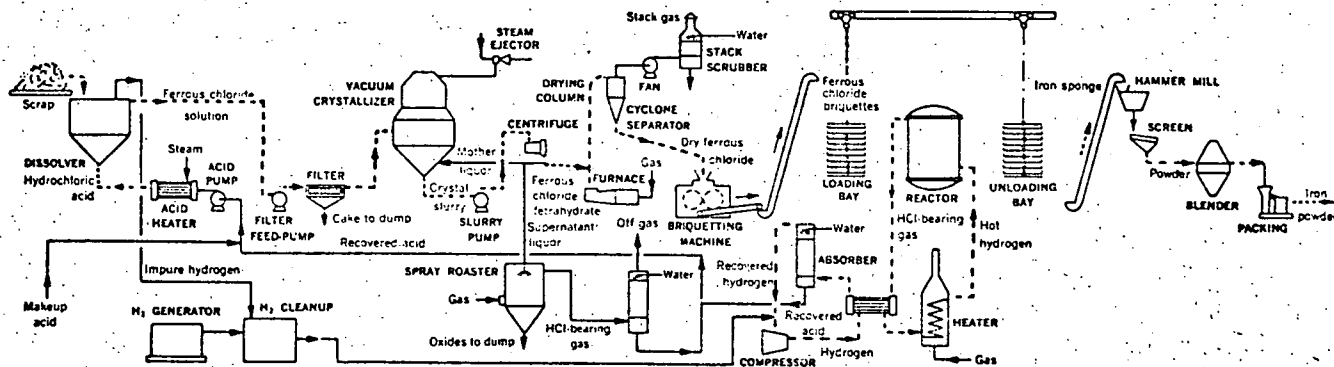 Scrap
DISSOLVER
Hydrochloric
acid
Ferrous chloride
solution
Steam
ACID
HEATER
ACID
PUMP
FILTER
FEED-PUMP
FILTER
Cake to dump
Recovered acid
Impure hydrogen
Makeup
acid
H₂ GENERATOR
H₂ CLEANUP
STEAM
EJECTOR
VACUUM
CRYSTALLIZER
Mother
liquor
Crystal
slurry
SLURRY
PUMP
CENTRIFUGE
Ferrous
chloride
tetrahydrate
Supernatant
liquor
SPRAY ROASTER
Gas
Oxides to dump
HCl-bearing
gas
Off gas
Water
DRYING
COLUMN
Stack gas
Water
STACK
SCRUBBER
FAN
CYCLONE
SEPARATOR
Dry ferrous
chloride
Gas
FURNACE
BRIQUETTING
MACHINE
Ferrous
chloride
briquettes
LOADING
BAY
Water
ABSORBER
Recovered
hydrogen
Recovered
acid
COMPRESSOR
Hydrogen
REACTOR
HCl-bearing
gas
Hot
hydrogen
HEATER
Gas
Iron sponge
UNLOADING
BAY
HAMMER MILL
SCREEN
Powder
BLENDER
PACKING
Iron
powder